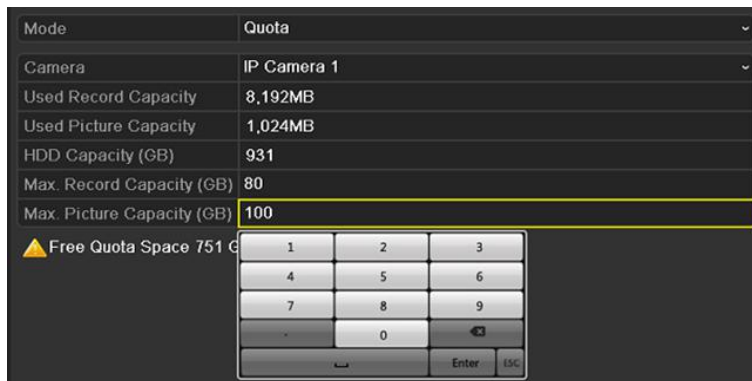 Mode Quota
Camera IP Camera 1
Used Record Capacity 8,192MB
Used Picture Capacity 1,024MB
HDD Capacity (GB) 931
Max. Record Capacity (GB) 80
Max. Picture Capacity (GB) 100
Free Quota Space 751 G
1 2 3
4 5 6
7 8 9
. 0
Enter ESC